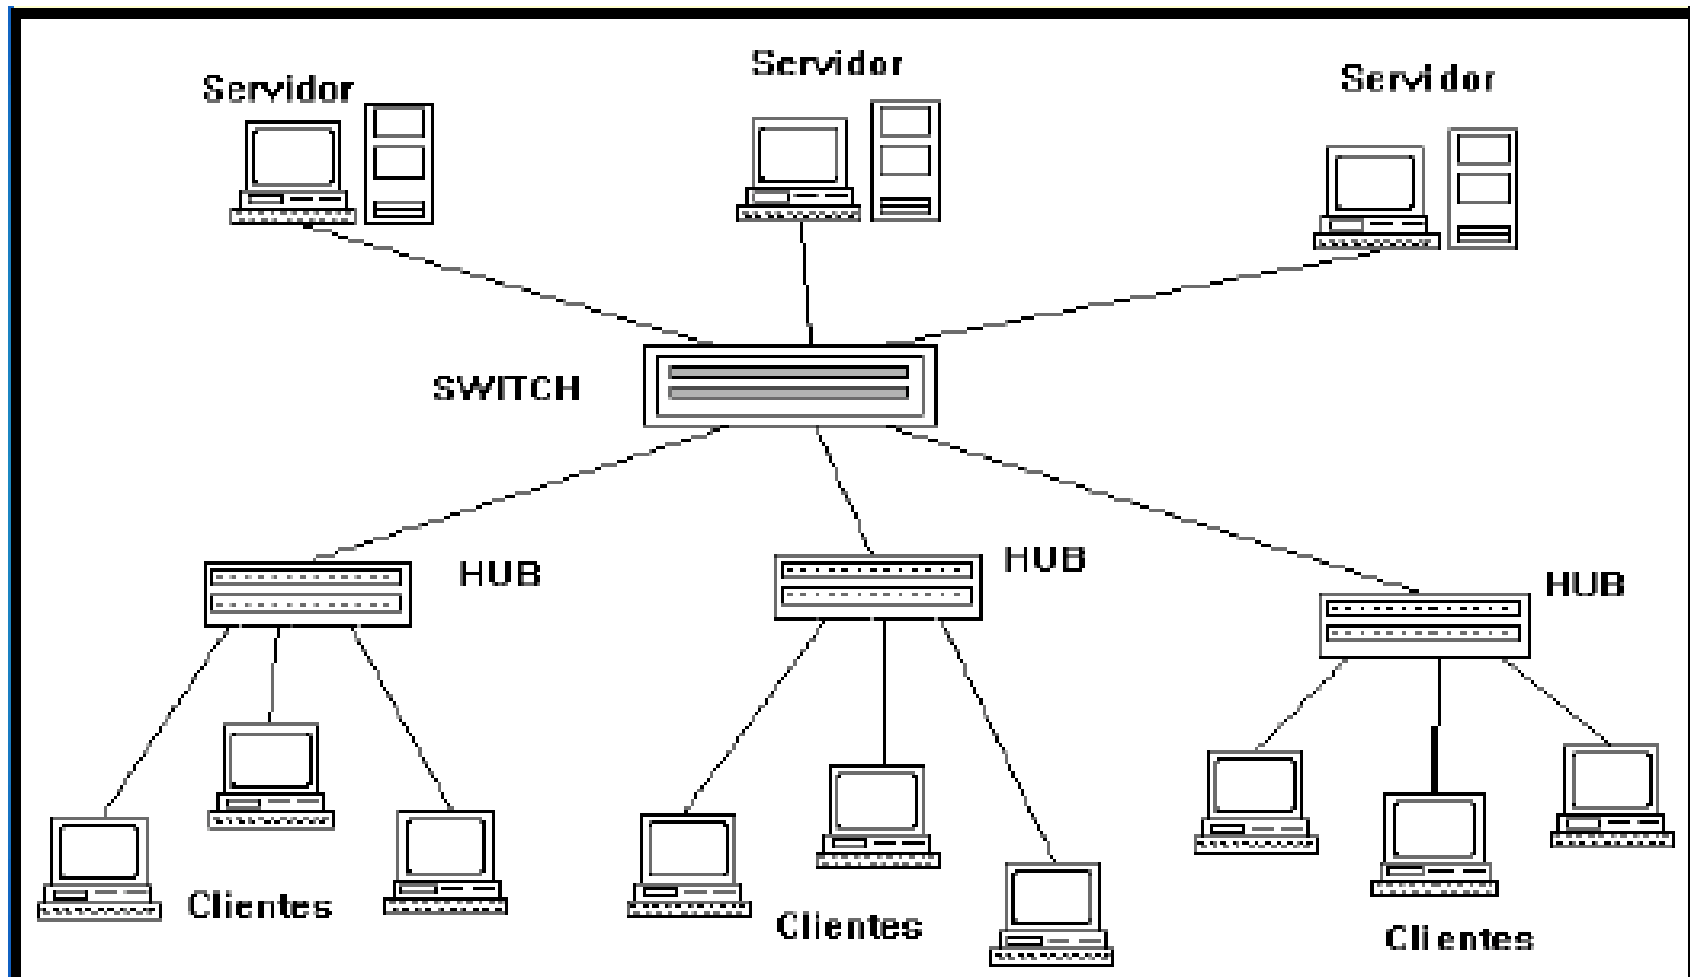 Servidor
Servidor
Servidor
SWITCH
HUB
HUB
HUB
Clientes
Clientes
Clientes